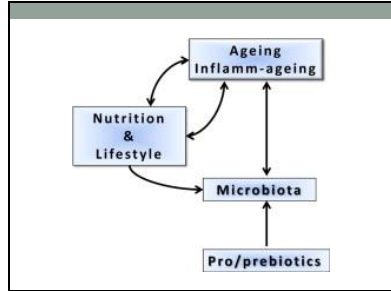 Ageing
Inflamm-ageing
Nutrition
&
Lifestyle
Microbiota
Pro/prebiotics